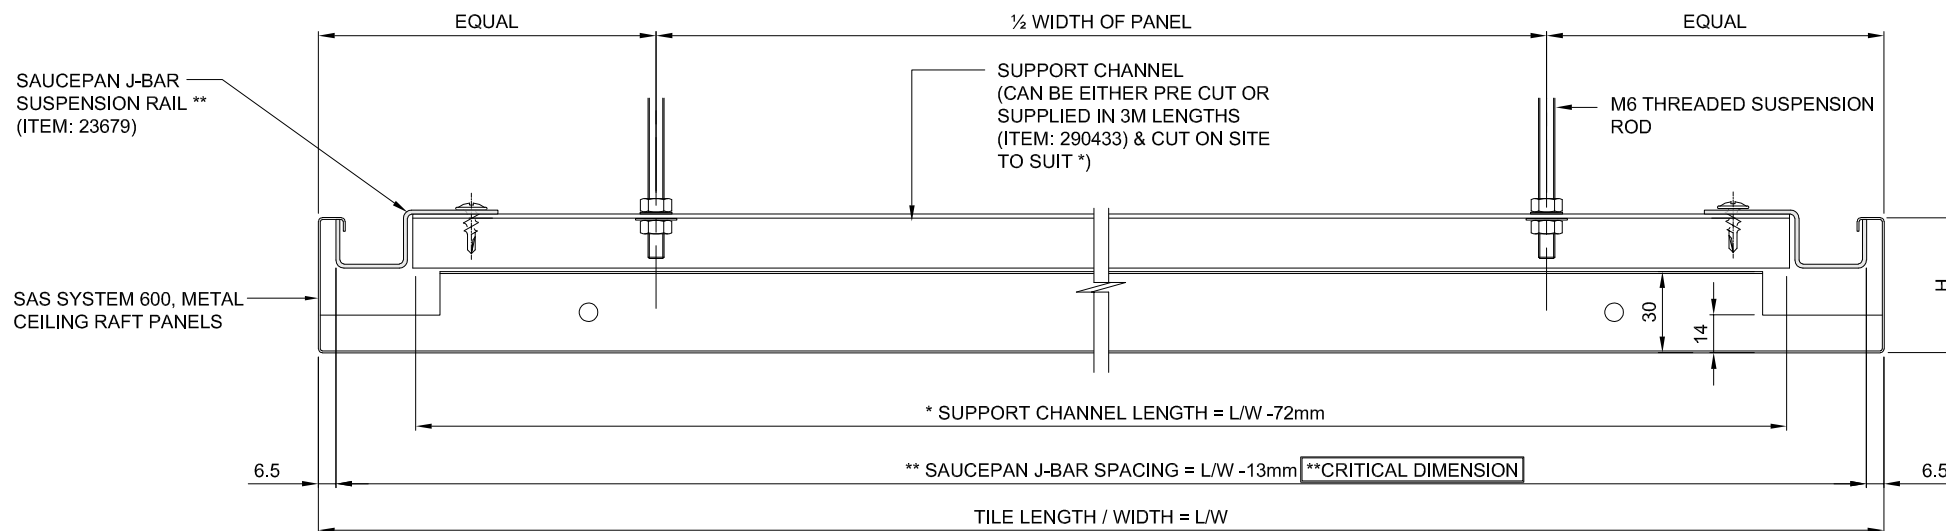 EQUAL
½ WIDTH OF PANEL
EQUAL
SAUCEPAN J-BAR
SUSPENSION RAIL **
(ITEM: 23679)
SUPPORT CHANNEL
(CAN BE EITHER PRE CUT OR
SUPPLIED IN 3M LENGTHS
(ITEM: 290433) & CUT ON SITE
TO SUIT *)
M6 THREADED SUSPENSION
ROD
SAS SYSTEM 600, METAL
CEILING RAFT PANELS
30
14
H
* SUPPORT CHANNEL LENGTH = L/W -72mm
6.5
** SAUCEPAN J-BAR SPACING = L/W -13mm **CRITICAL DIMENSION
6.5
TILE LENGTH / WIDTH = L/W